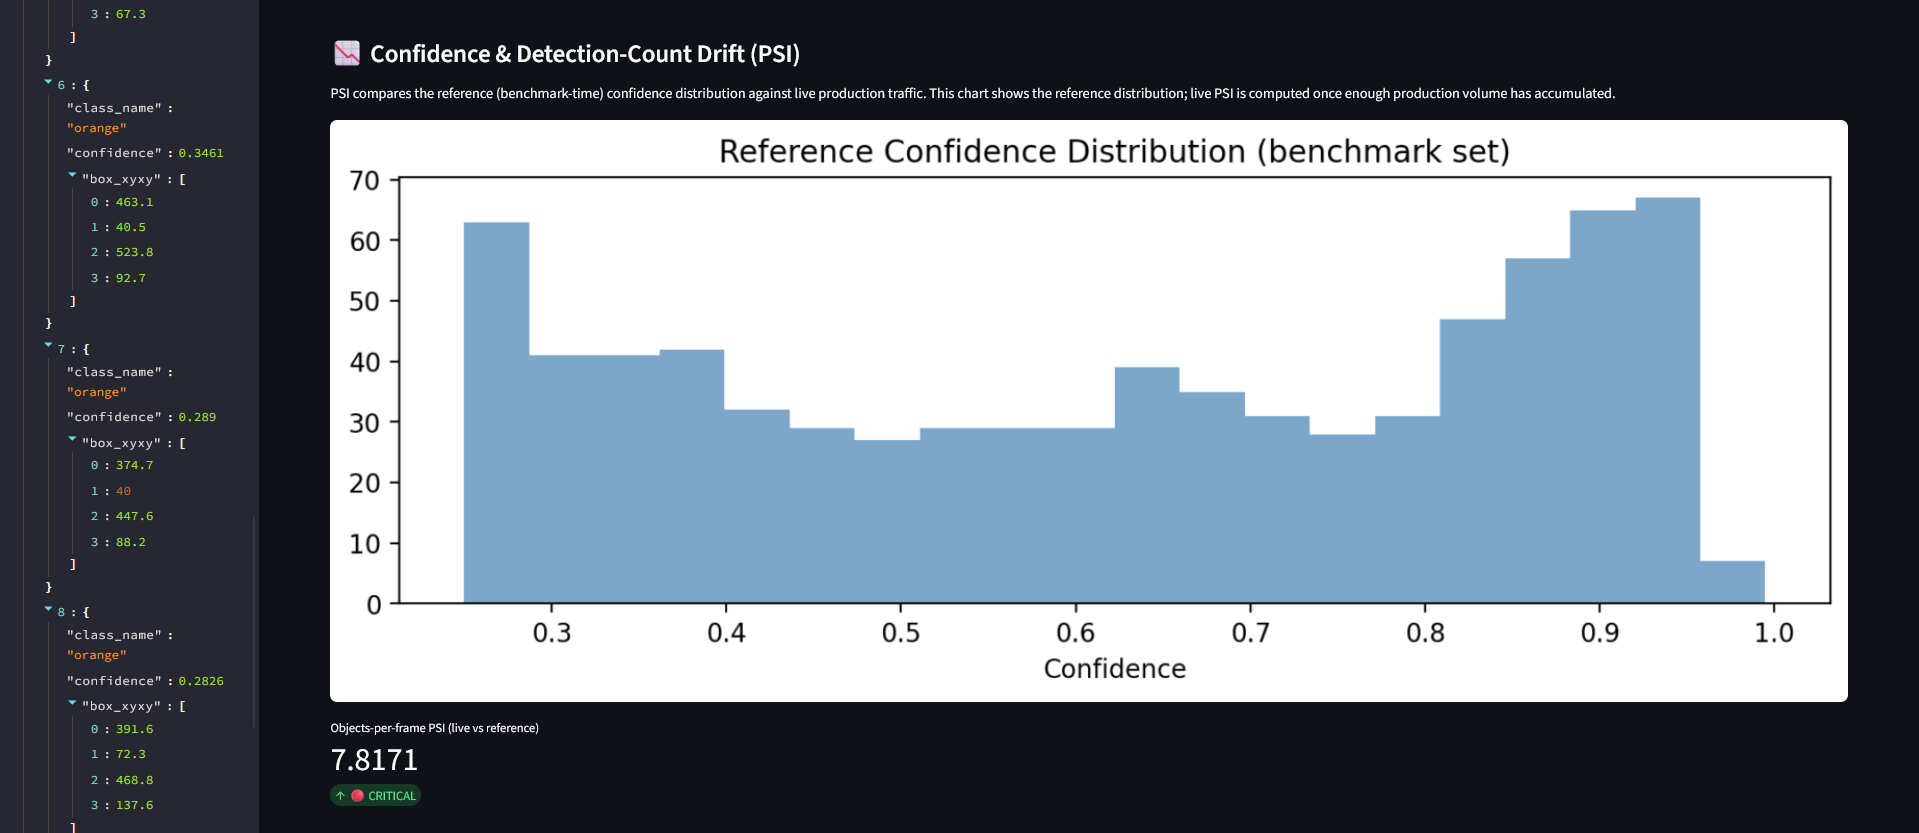 3 : 67.3
]
}
6 : {
"class_name" :
"orange"
"confidence" : 0.3461
"box_xyxy" : [
0 : 463.1
1 : 40.5
2 : 523.8
3 : 92.7
]
}
7 : {
"class_name" :
"orange"
"confidence" : 0.289
"box_xyxy" : [
0 : 374.7
1 : 40
2 : 447.6
3 : 88.2
]
}
8 : {
"class_name" :
"orange"
"confidence" : 0.2826
"box_xyxy" : [
0 : 391.6
1 : 72.3
2 : 468.8
3 : 137.6
]
Confidence & Detection-Count Drift (PSI)
PSI compares the reference (benchmark-time) confidence distribution against live production traffic. This chart shows the reference distribution; live PSI is computed once enough production volume has accumulated.
Reference Confidence Distribution (benchmark set)
70
60
50
40
30
20
10
0
0.3 0.4 0.5 0.6 0.7 0.8 0.9 1.0
Confidence
Objects-per-frame PSI (live vs reference)
7.8171
↑ 🔴 CRITICAL